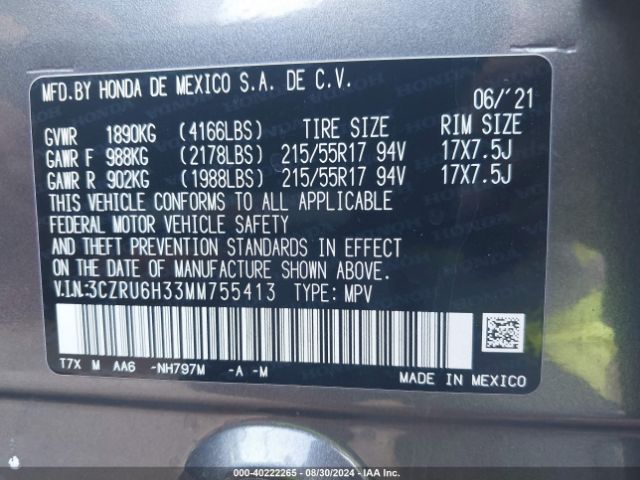 MFD.BY HONDA DE MEXICO S.A. DE C.V.
06/'21
GVWR 1890KG (4166LBS) TIRE SIZE RIM SIZE
GAWR F 988KG (2178LBS) 215/55R17 94V 17X7.5J
GAWR R 902KG (1988LBS) 215/55R17 94V 17X7.5J
THIS VEHICLE CONFORMS TO ALL APPLICABLE
FEDERAL MOTOR VEHICLE SAFETY
AND THEFT PREVENTION STANDARDS IN EFFECT
ON THE DATE OF MANUFACTURE SHOWN ABOVE.
V.I.N.:3CZRU6H33MM755413 TYPE: MPV
T7X M AA6 -NH797M -A -M
MADE IN MEXICO
000-40222265 - 08/30/2024 - IAA Inc.